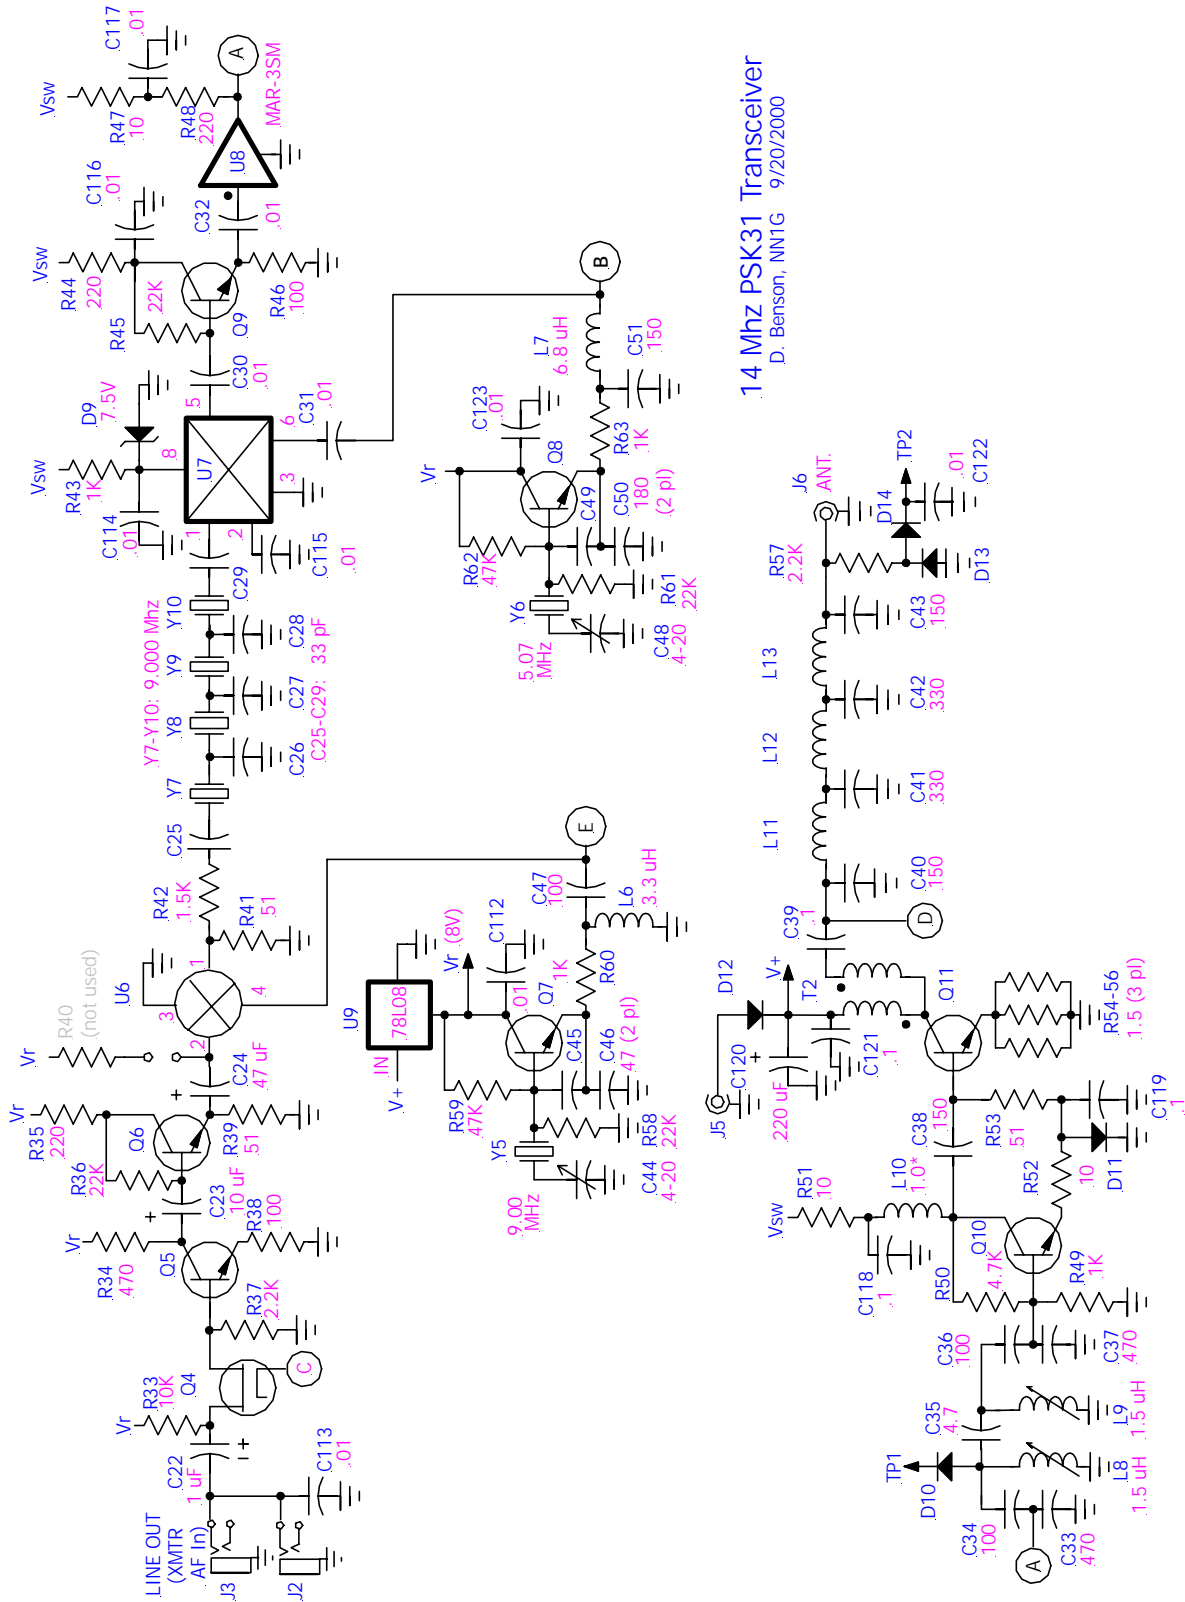 LINE OUT
(XMTR
AF In)
J3
J2
C22
1 uF
C113
.01
Vr
R33
10K
Q4
C
R37
2.2K
Vr
R34
470
Q5
R38
100
C23
10 uF
Vr
R35
220
R36
22K
Q6
R39
51
C24
47 uF
Vr
R40
(not used)
U6
1
2
3
4
R41
51
R42
1.5K
C25
Y7
Y8
Y9
Y10
Y7-Y10: 9.000 Mhz
C26
C27
C28
C25-C29: 33 pF
C29
C115
.01
C114
.01
Vsw
R43
1K
D9
7.5V
U7
1
2
3
5
6
8
C30
.01
C31
.01
R45
22K
Vsw
R44
220
C116
.01
Q9
R46
100
C32
.01
U8
MAR-3SM
Vsw
R47
10
R48
220
C117
.01
A
9.00
MHz
Y5
C44
4-20
R58
22K
R59
47K
V+
IN
U9
78L08
Vr
(8V)
C112
.01
Q7
C45
C46
47 (2 pl)
R60
1K
C47
100
L6
3.3 uH
E
5.07
MHz
Y6
C48
4-20
R61
22K
R62
47K
Vr
C123
.01
Q8
C49
C50
180
(2 pl)
R63
1K
L7
6.8 uH
C51
150
B
14 Mhz PSK31 Transceiver
D. Benson, NN1G 9/20/2000
A
C33
470
C34
100
TP1
D10
L8
1.5 uH
C35
4.7
L9
1.5 uH
C36
100
C37
470
R49
1K
R50
4.7K
Q10
C118
.1
Vsw
R51
10
L10
1.0*
R52
10
D11
C119
.1
R53
51
C38
150
J5
D12
C120
220 uF
V+
C121
.1
T2
Q11
R54-56
1.5 (3 pl)
C39
.1
D
C40
150
L11
C41
330
L12
C42
330
L13
C43
150
R57
2.2K
J6
ANT.
D13
D14
TP2
C122
.01